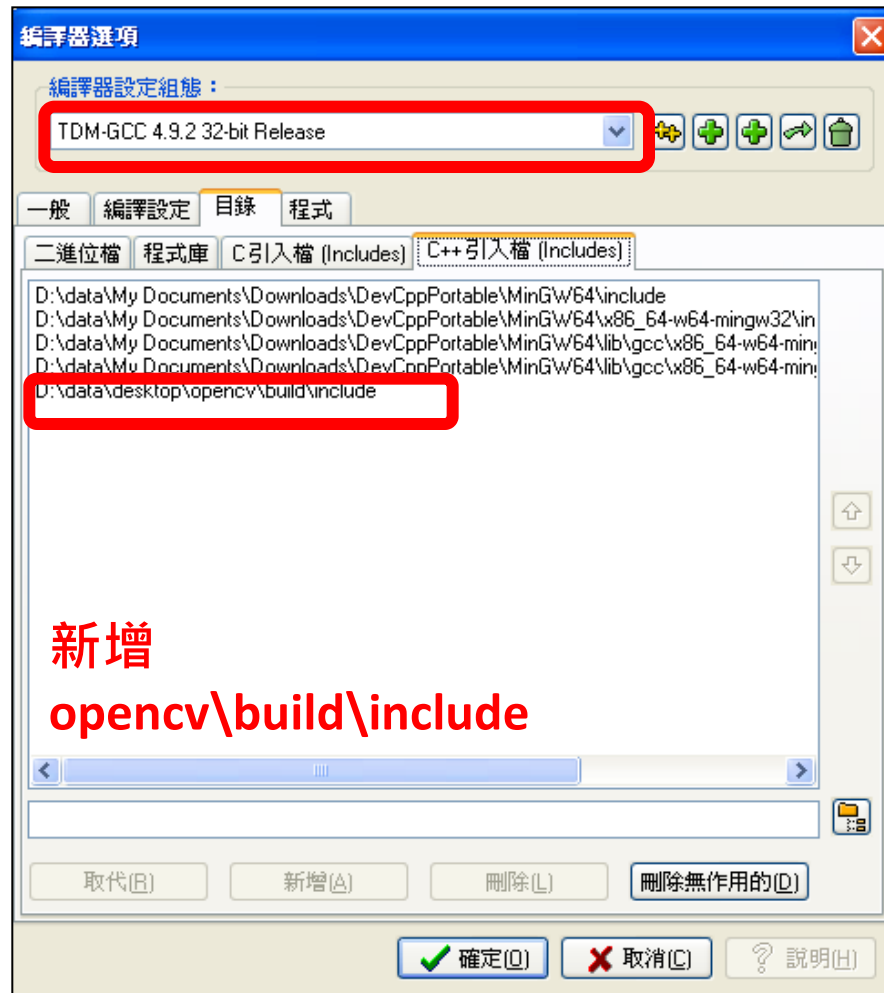 編譯器選項
編譯器設定組態：
TDM-GCC 4.9.2 32-bit Release
一般 編譯設定 目錄 程式
二進位檔 程式庫 C引入檔 (Includes) C++引入檔 (Includes)
D:\data\My Documents\Downloads\DevCppPortable\MinGW64\include
D:\data\My Documents\Downloads\DevCppPortable\MinGW64\x86_64-w64-mingw32\in
D:\data\My Documents\Downloads\DevCppPortable\MinGW64\lib\gcc\x86_64-w64-ming
D:\data\My Documents\Downloads\DevCppPortable\MinGW64\lib\gcc\x86_64-w64-ming
D:\data\desktop\opencv\build\include
新增
opencv\build\include
取代(R) 新增(A) 刪除(L) 刪除無作用的(D)
確定(O) 取消(C) 說明(H)